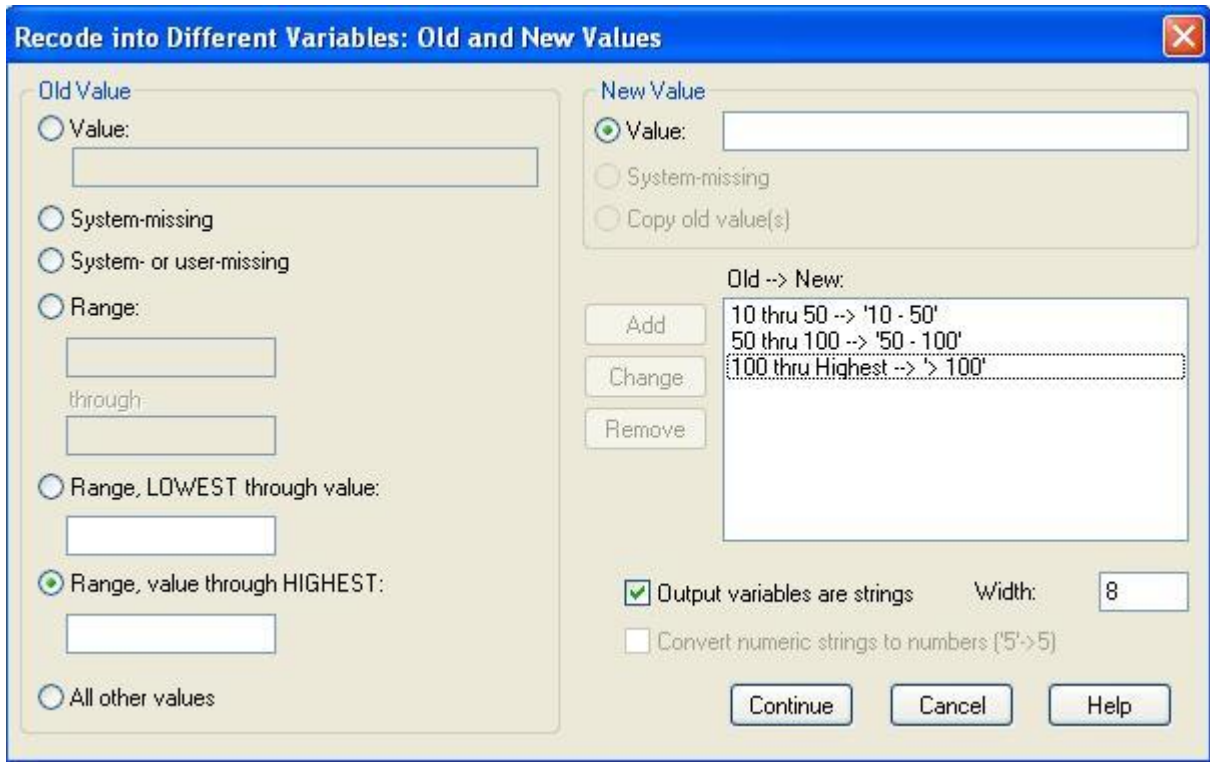 Recode into Different Variables: Old and New Values
Old Value
Value:
System-missing
System- or user-missing
Range:
through
Range, LOWEST through value:
Range, value through HIGHEST:
All other values
New Value
Value:
System-missing
Copy old value(s)
Old --> New:
Add
Change
Remove
10 thru 50 --> '10 - 50'
50 thru 100 --> '50 - 100'
100 thru Highest --> '> 100'
Output variables are strings Width: 8
Convert numeric strings to numbers ('5'->5)
Continue Cancel Help